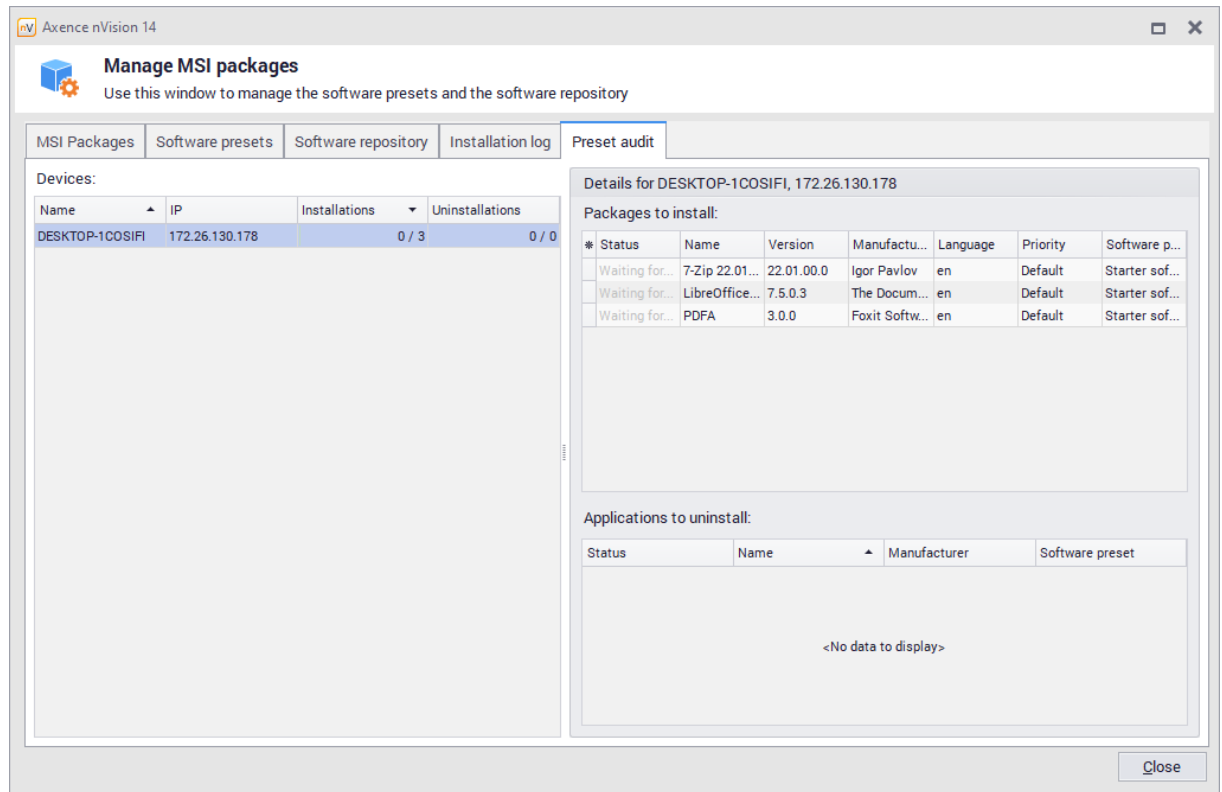 nV Axence nVision 14
Manage MSI packages
Use this window to manage the software presets and the software repository
MSI Packages Software presets Software repository Installation log Preset audit
Devices:
Name IP Installations Uninstallations
DESKTOP-1COSIFI 172.26.130.178 0 / 3 0 / 0
Details for DESKTOP-1COSIFI, 172.26.130.178
Packages to install:
Status Name Version Manufactu... Language Priority Software p...
Waiting for... 7-Zip 22.01... 22.01.00.0 Igor Pavlov en Default Starter sof...
Waiting for... LibreOffice... 7.5.0.3 The Docum... en Default Starter sof...
Waiting for... PDFA 3.0.0 Foxit Softw... en Default Starter sof...
Applications to uninstall:
Status Name Manufacturer Software preset
<No data to display>
Close